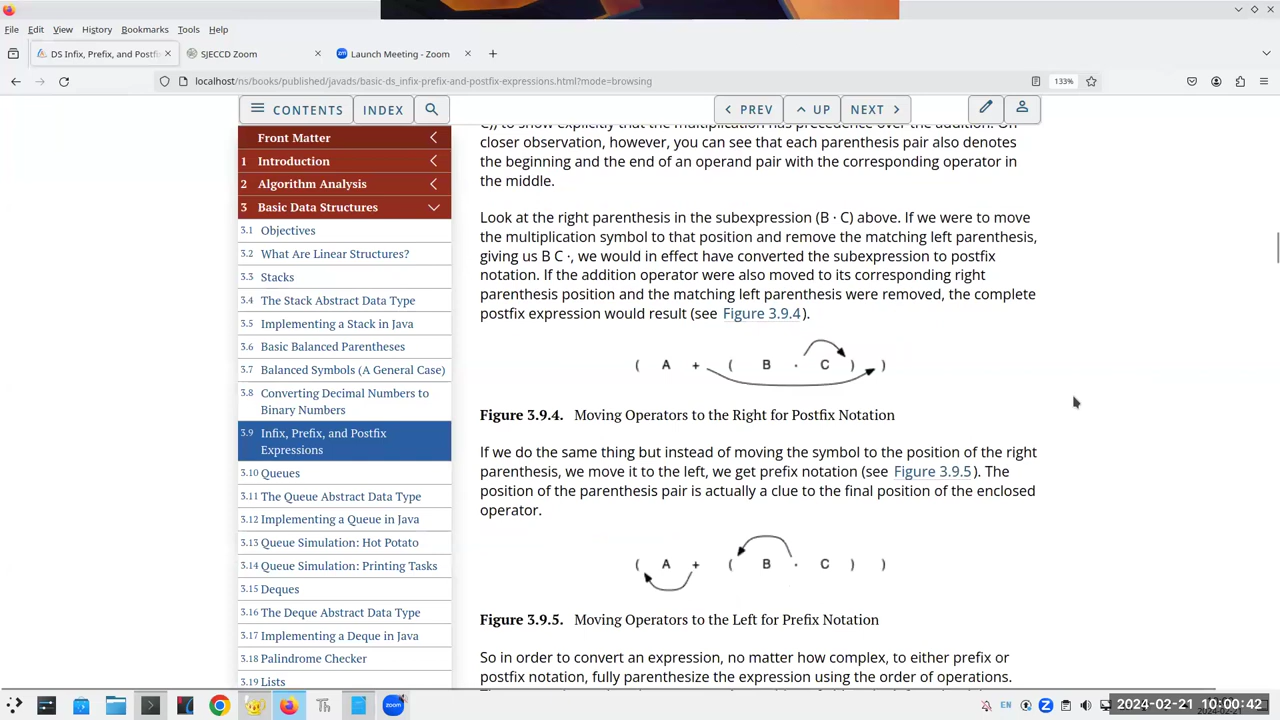 File Edit View History Bookmarks Tools Help
DS Infix, Prefix, and Postfi × SJECCD Zoom × Launch Meeting - Zoom × +
localhost/ns/books/published/javads/basic-ds_infix-prefix-and-postfix-expressions.html?mode=browsing 133%
CONTENTS INDEX PREV UP NEXT
Front Matter
1 Introduction
2 Algorithm Analysis
3 Basic Data Structures
3.1 Objectives
3.2 What Are Linear Structures?
3.3 Stacks
3.4 The Stack Abstract Data Type
3.5 Implementing a Stack in Java
3.6 Basic Balanced Parentheses
3.7 Balanced Symbols (A General Case)
3.8 Converting Decimal Numbers to
Binary Numbers
3.9 Infix, Prefix, and Postfix
Expressions
3.10 Queues
3.11 The Queue Abstract Data Type
3.12 Implementing a Queue in Java
3.13 Queue Simulation: Hot Potato
3.14 Queue Simulation: Printing Tasks
3.15 Deques
3.16 The Deque Abstract Data Type
3.17 Implementing a Deque in Java
3.18 Palindrome Checker
3.19 Lists
C)) to show explicitly that the multiplication has precedence over the addition. On
closer observation, however, you can see that each parenthesis pair also denotes
the beginning and the end of an operand pair with the corresponding operator in
the middle.
Look at the right parenthesis in the subexpression (B · C) above. If we were to move
the multiplication symbol to that position and remove the matching left parenthesis,
giving us B C ·, we would in effect have converted the subexpression to postfix
notation. If the addition operator were also moved to its corresponding right
parenthesis position and the matching left parenthesis were removed, the complete
postfix expression would result (see Figure 3.9.4).
( A + ( B · C ) )
Figure 3.9.4. Moving Operators to the Right for Postfix Notation
If we do the same thing but instead of moving the symbol to the position of the right
parenthesis, we move it to the left, we get prefix notation (see Figure 3.9.5). The
position of the parenthesis pair is actually a clue to the final position of the enclosed
operator.
( A + ( B · C ) )
Figure 3.9.5. Moving Operators to the Left for Prefix Notation
So in order to convert an expression, no matter how complex, to either prefix or
postfix notation, fully parenthesize the expression using the order of operations.
Th zoom EN 2024-02-21 10:00:42